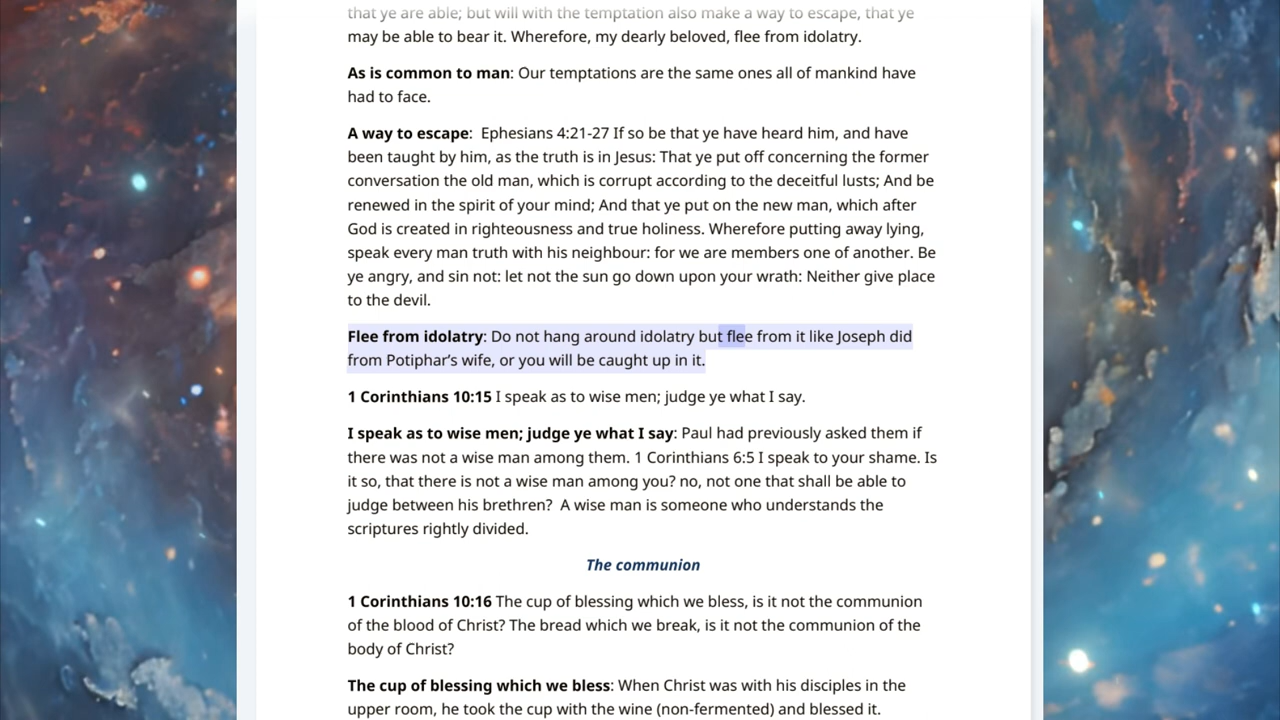 that ye are able; but will with the temptation also make a way to escape, that ye
may be able to bear it. Wherefore, my dearly beloved, flee from idolatry.
As is common to man: Our temptations are the same ones all of mankind have
had to face.
A way to escape:  Ephesians 4:21-27 If so be that ye have heard him, and have
been taught by him, as the truth is in Jesus: That ye put off concerning the former
conversation the old man, which is corrupt according to the deceitful lusts; And be
renewed in the spirit of your mind; And that ye put on the new man, which after
God is created in righteousness and true holiness. Wherefore putting away lying,
speak every man truth with his neighbour: for we are members one of another. Be
ye angry, and sin not: let not the sun go down upon your wrath: Neither give place
to the devil.
Flee from idolatry: Do not hang around idolatry but flee from it like Joseph did
from Potiphar's wife, or you will be caught up in it.
1 Corinthians 10:15 I speak as to wise men; judge ye what I say.
I speak as to wise men; judge ye what I say: Paul had previously asked them if
there was not a wise man among them. 1 Corinthians 6:5 I speak to your shame. Is
it so, that there is not a wise man among you? no, not one that shall be able to
judge between his brethren?  A wise man is someone who understands the
scriptures rightly divided.
The communion
1 Corinthians 10:16 The cup of blessing which we bless, is it not the communion
of the blood of Christ? The bread which we break, is it not the communion of the
body of Christ?
The cup of blessing which we bless: When Christ was with his disciples in the
upper room, he took the cup with the wine (non-fermented) and blessed it.